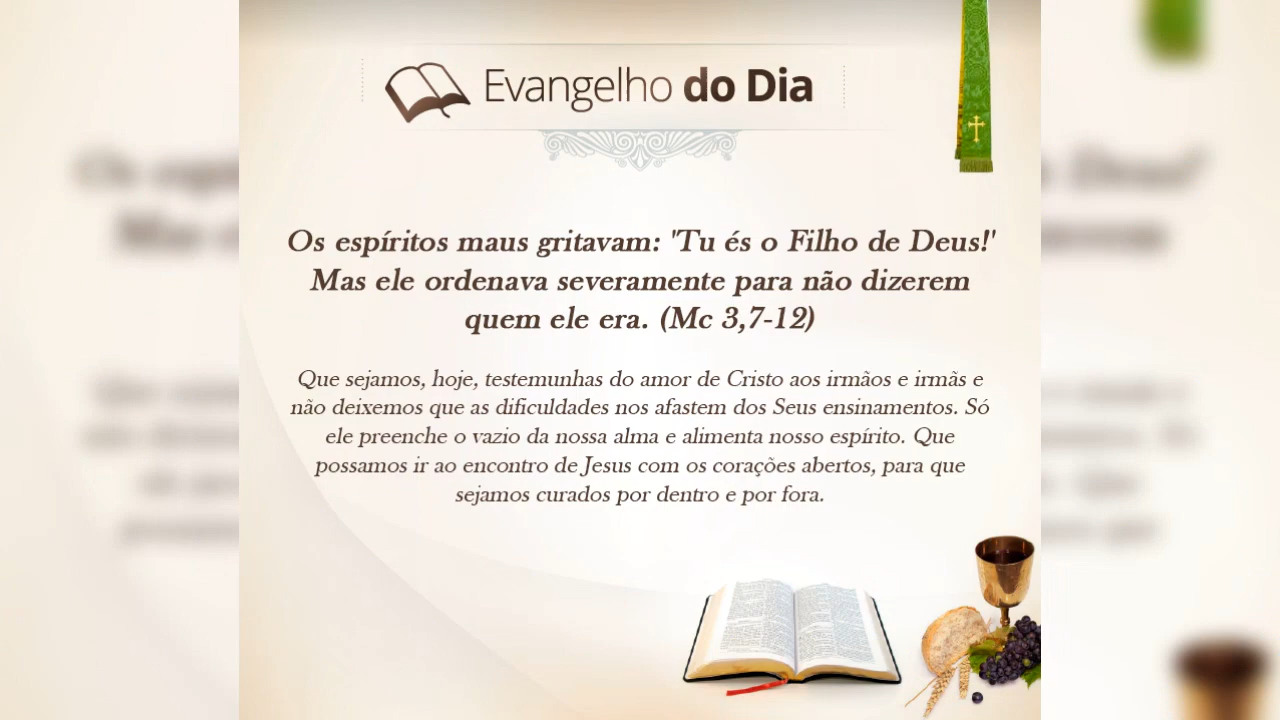 Evangelho do Dia
Os espíritos maus gritavam: "Tu és o Filho de Deus!"
Mas ele ordenava severamente para não dizerem
quem ele era. (Mc 3,7-12)
Que sejamos, hoje, testemunhas do amor de Cristo aos irmãos e irmãs e
não deixemos que as dificuldades nos afastem dos Seus ensinamentos. Só
ele preenche o vazio da nossa alma e alimenta nosso espírito. Que
possamos ir ao encontro de Jesus com os corações abertos, para que
sejamos curados por dentro e por fora.